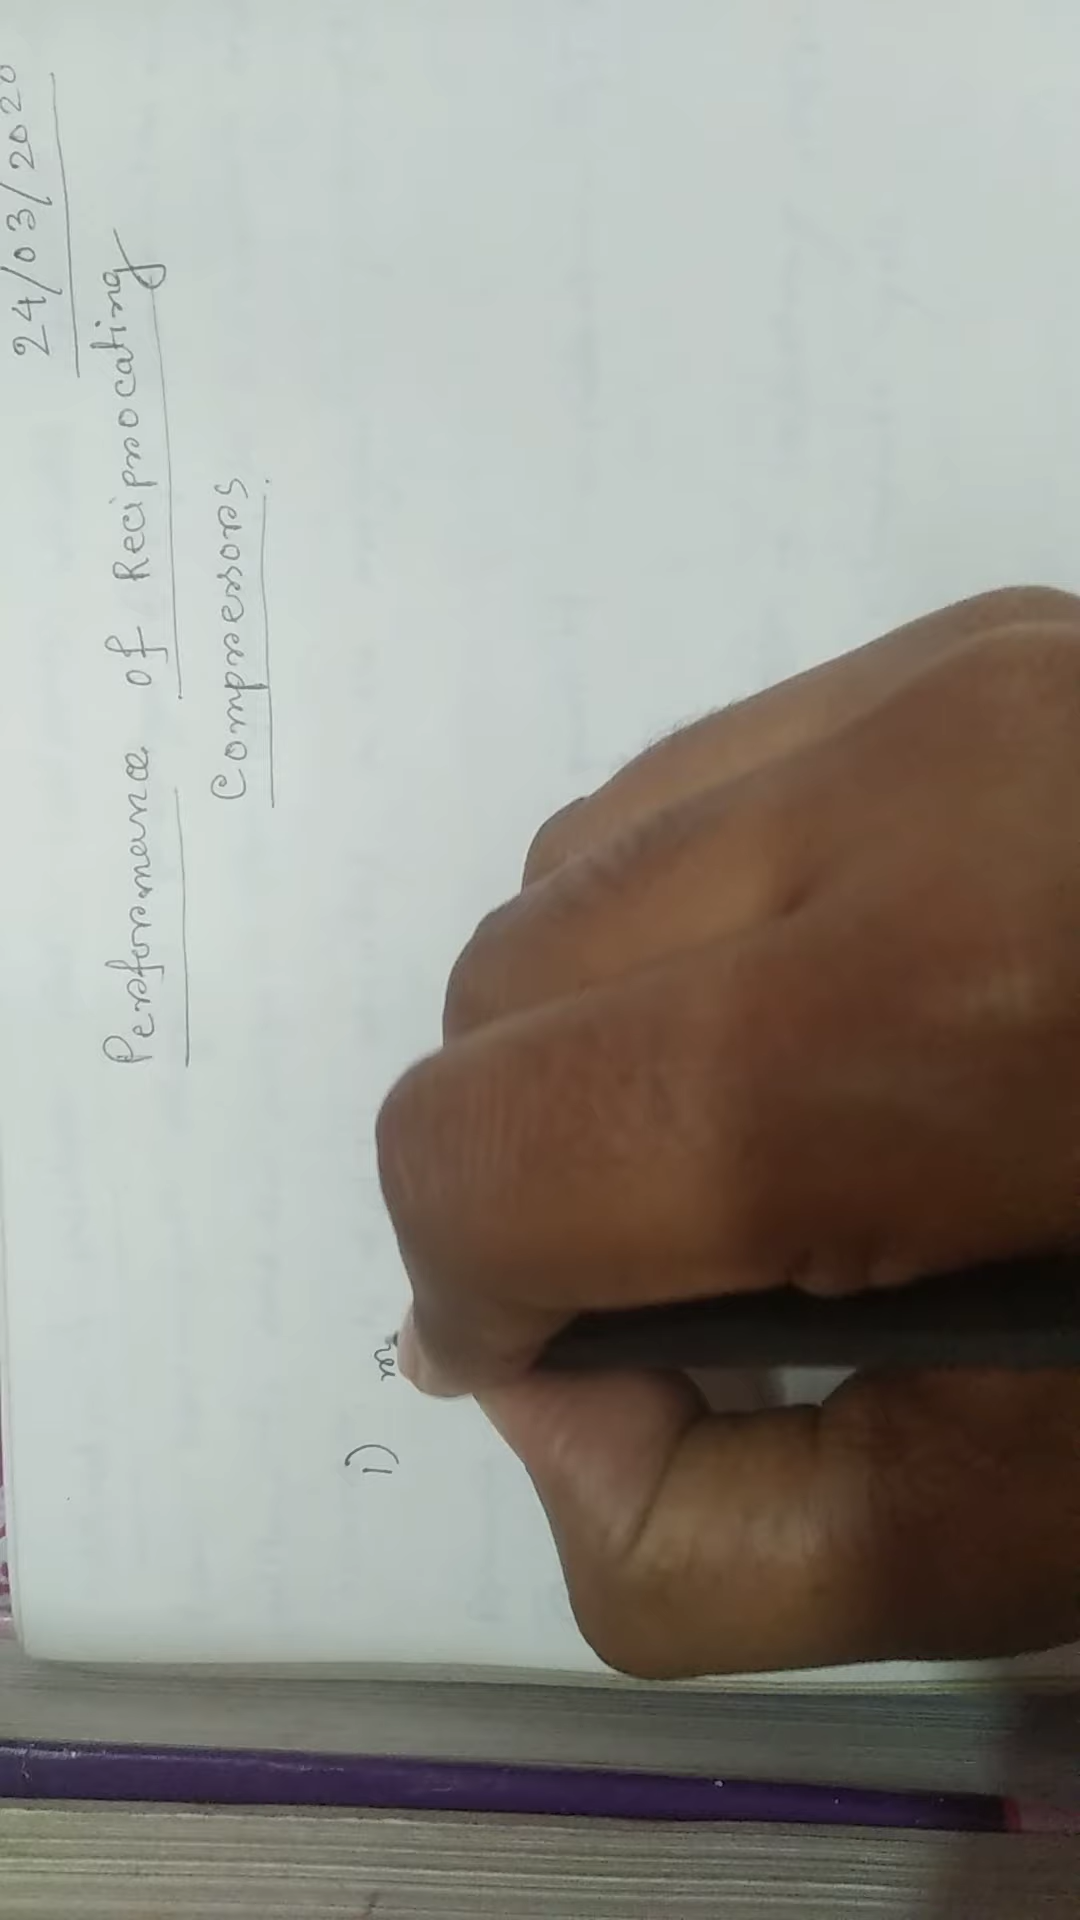 24/03/2020
Performance of Reciprocating
Compressors.
1)